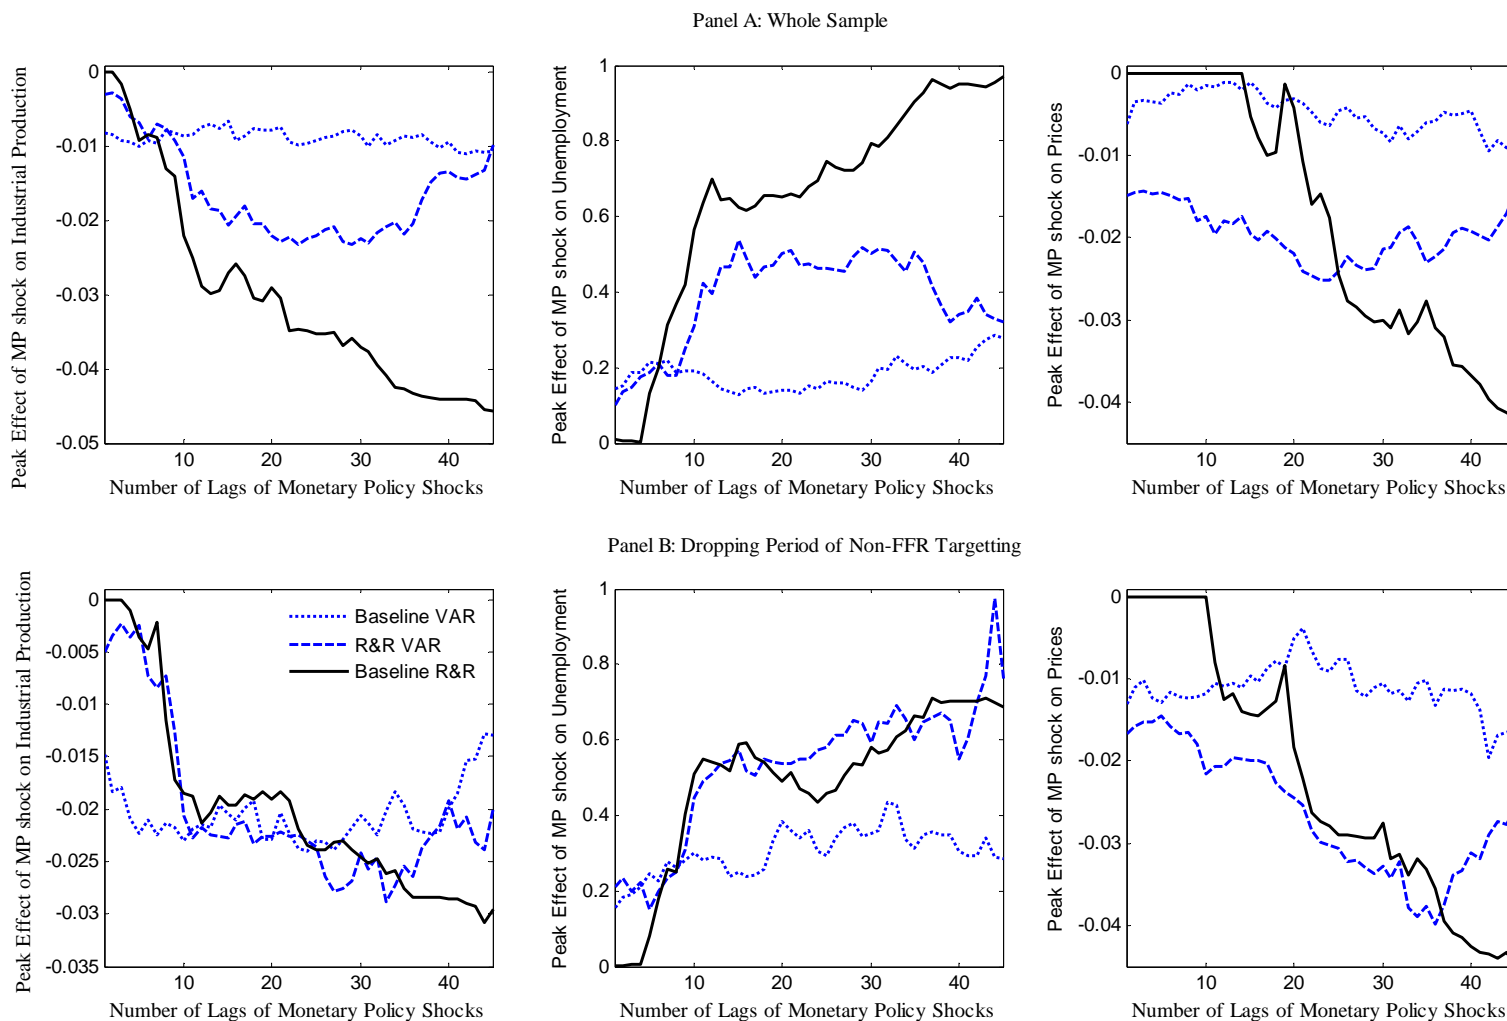 Panel A: Whole Sample
Peak Effect of MP shock on Industrial Production
0
-0.01
-0.02
-0.03
-0.04
-0.05
10 20 30 40
Number of Lags of Monetary Policy Shocks
Peak Effect of MP shock on Unemployment
1
0.8
0.6
0.4
0.2
0
10 20 30 40
Number of Lags of Monetary Policy Shocks
Peak Effect of MP shock on Prices
0
-0.01
-0.02
-0.03
-0.04
10 20 30 40
Number of Lags of Monetary Policy Shocks
Panel B: Dropping Period of Non-FFR Targetting
Peak Effect of MP shock on Industrial Production
0
-0.005
-0.01
-0.015
-0.02
-0.025
-0.03
-0.035
10 20 30 40
Number of Lags of Monetary Policy Shocks
Baseline VAR
R&R VAR
Baseline R&R
Peak Effect of MP shock on Unemployment
1
0.8
0.6
0.4
0.2
0
10 20 30 40
Number of Lags of Monetary Policy Shocks
Peak Effect of MP shock on Prices
0
-0.01
-0.02
-0.03
-0.04
10 20 30 40
Number of Lags of Monetary Policy Shocks